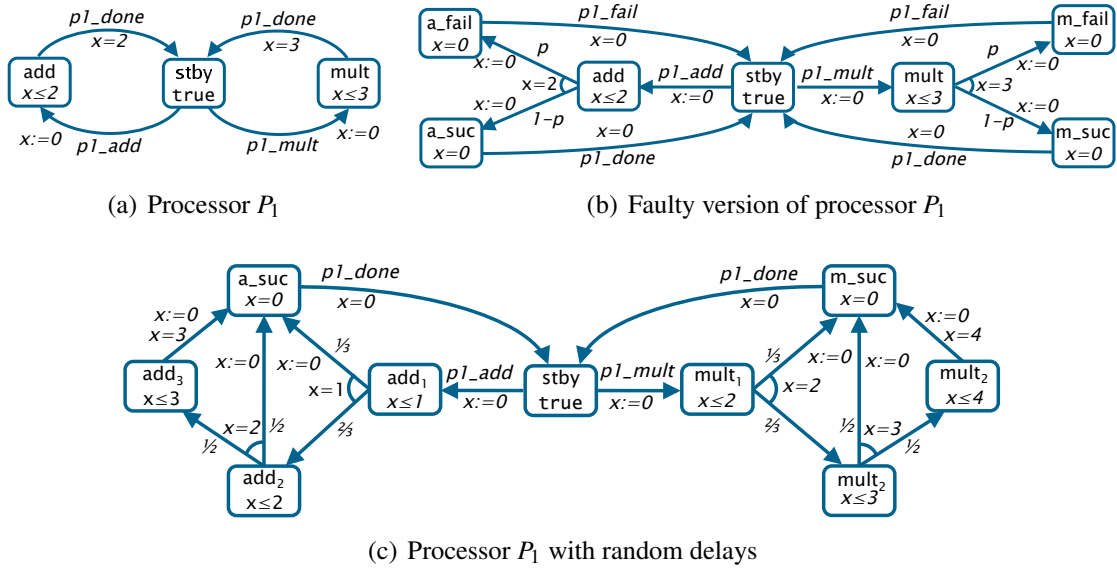 p1_done
x=2
p1_done
x=3
add
x≤2
stby
true
mult
x≤3
x:=0
p1_add
p1_mult
x:=0
(a) Processor P1
a_fail
x=0
p1_fail
x=0
p1_fail
x=0
m_fail
x=0
p
x:=0
x=2
add
x≤2
p1_add
x:=0
stby
true
p1_mult
x:=0
mult
x≤3
p
x:=0
x=3
x:=0
1-p
x:=0
1-p
a_suc
x=0
x=0
p1_done
x=0
p1_done
m_suc
x=0
(b) Faulty version of processor P1
a_suc
x=0
p1_done
x=0
p1_done
x=0
m_suc
x=0
x:=0
x=3
x:=0
x:=0
⅓
⅓
x:=0
x:=0
x:=0
x=4
add3
x≤3
x=1
add1
x≤1
p1_add
x:=0
stby
true
p1_mult
x:=0
mult1
x≤2
x=2
mult2
x≤4
½
x=2
½
⅔
⅔
½
x=3
½
add2
x≤2
mult2
x≤3
(c) Processor P1 with random delays